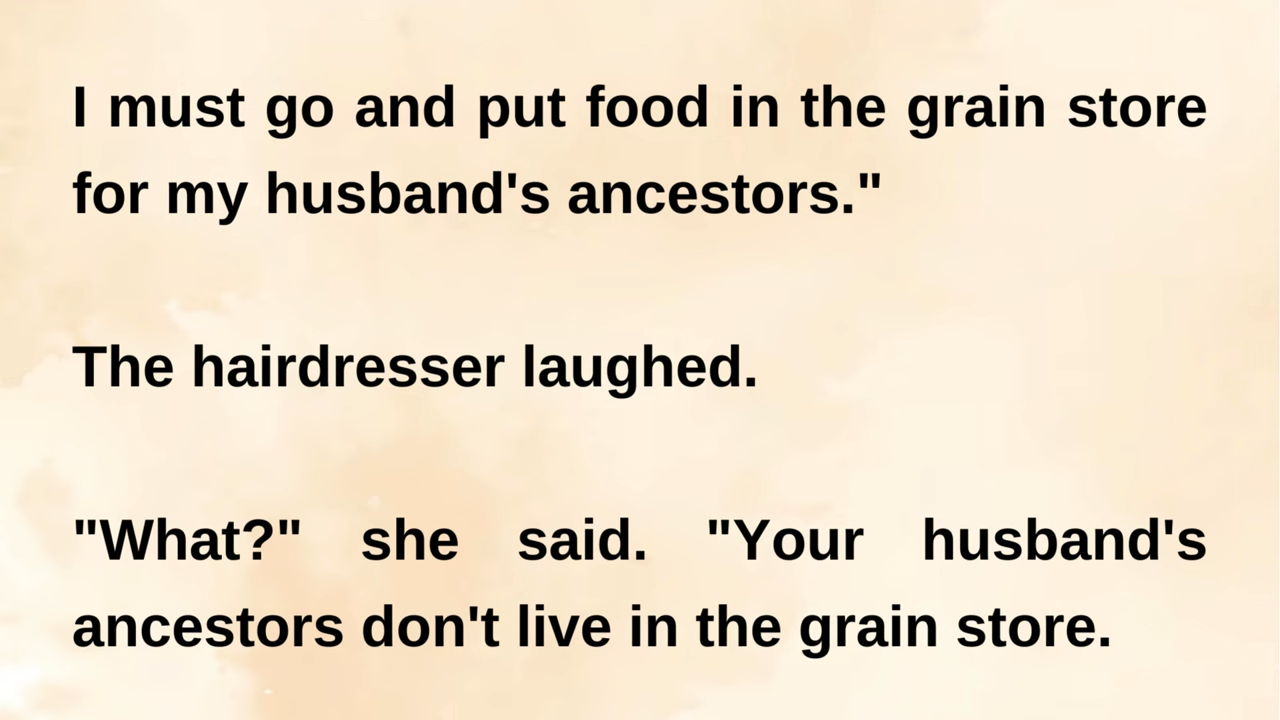 I must go and put food in the grain store
for my husband's ancestors."
The hairdresser laughed.
"What?" she said. "Your husband's
ancestors don't live in the grain store.